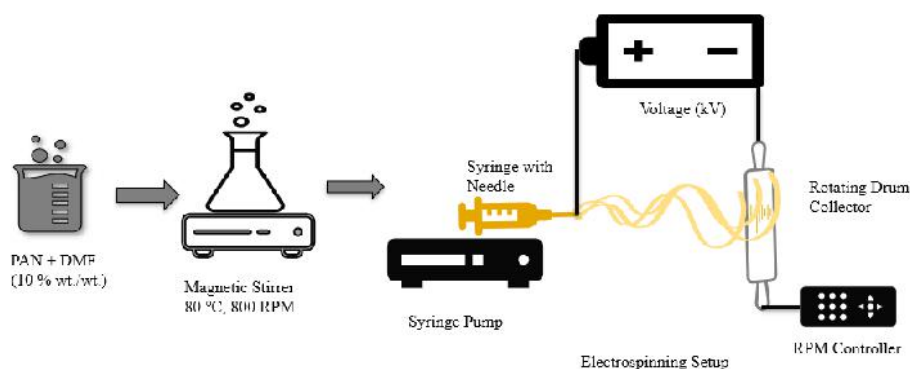 PAN + DMF
(10 % wt./wt.)
Magnetic Stirrer
80 °C, 800 RPM
Syringe with
Needle
Syringe Pump
+ −
Voltage (kV)
Rotating Drum
Collector
RPM Controller
Electrospinning Setup